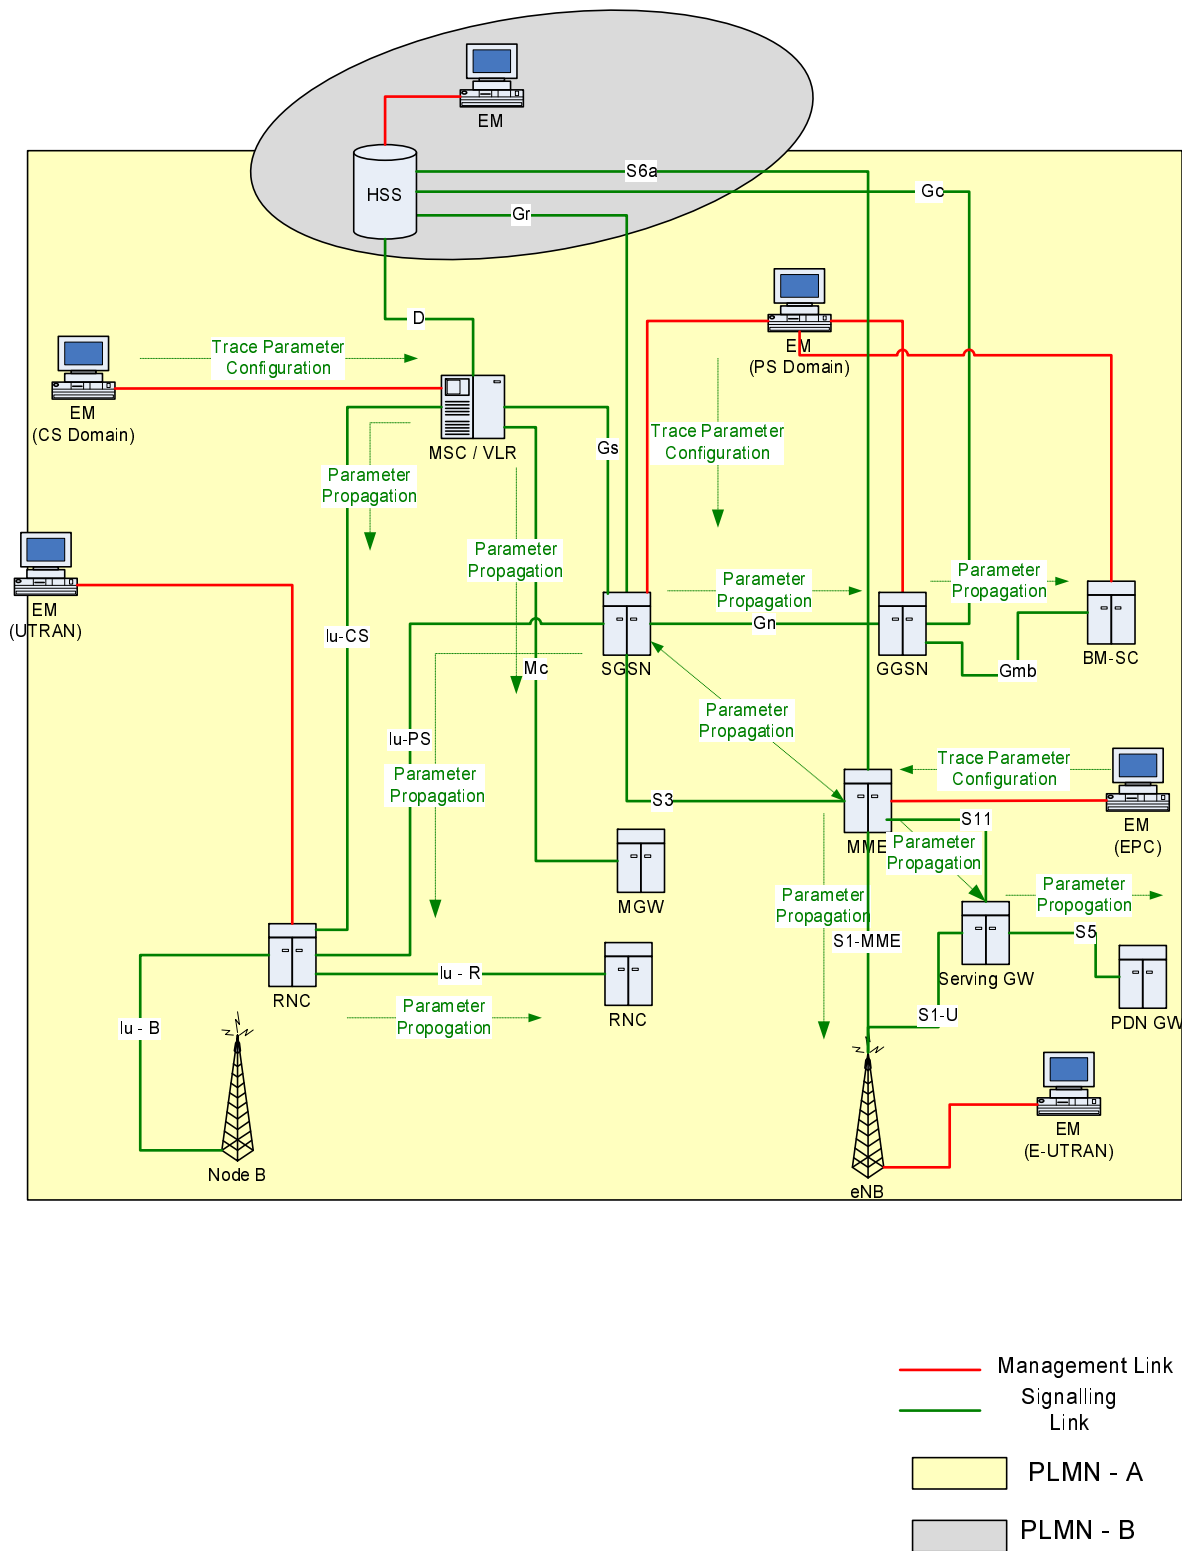 EM
S6a
HSS
Gc
Gr
D
Trace Parameter
Configuration
EM
(PS Domain)
EM
(CS Domain)
MSC / VLR
Gs
Trace Parameter
Configuration
Parameter
Propagation
Parameter
Propagation
Parameter
Propagation
Parameter
Propagation
EM
(UTRAN)
Iu-CS
Gn
Mc
SGSN
GGSN
Gmb
BM-SC
Parameter
Propagation
Iu-PS
Parameter
Propagation
Trace Parameter
Configuration
S3
S11
EM
(EPC)
MME
Parameter
Propagation
Parameter
Propagation
Parameter
Propogation
MGW
S1-MME
S5
Serving GW
Iu - R
RNC
Parameter
Propogation
RNC
S1-U
PDN GW
Iu - B
EM
(E-UTRAN)
Node B
eNB
Management Link
Signalling
Link
PLMN - A
PLMN - B